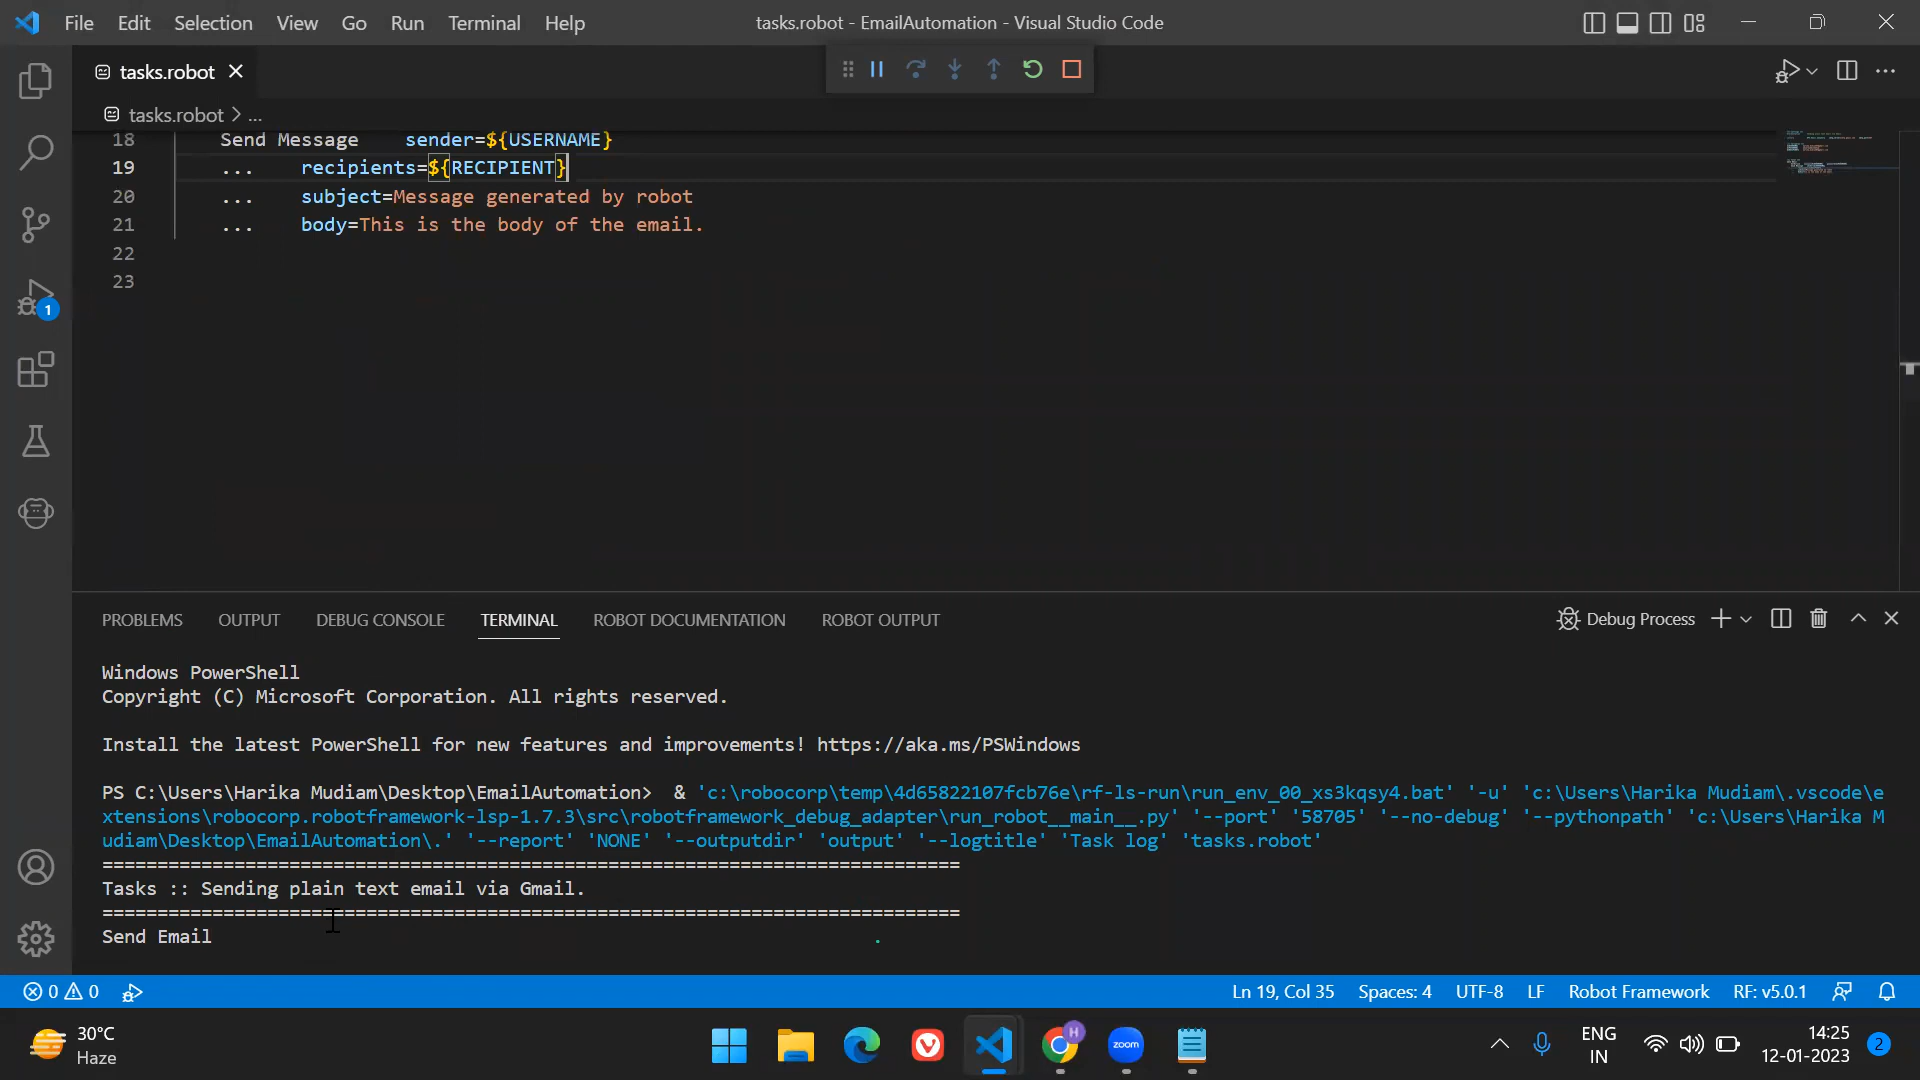 File Edit Selection View Go Run Terminal Help tasks.robot - EmailAutomation - Visual Studio Code
tasks.robot
tasks.robot > ...
18 Send Message sender=${USERNAME}
19 ... recipients=${RECIPIENT}
20 ... subject=Message generated by robot
21 ... body=This is the body of the email.
22
23
1
PROBLEMS OUTPUT DEBUG CONSOLE TERMINAL ROBOT DOCUMENTATION ROBOT OUTPUT Debug Process
Windows PowerShell
Copyright (C) Microsoft Corporation. All rights reserved.
Install the latest PowerShell for new features and improvements! https://aka.ms/PSWindows
PS C:\Users\Harika Mudiam\Desktop\EmailAutomation> & 'c:\robocorp\temp\4d65822107fcb76e\rf-ls-run\run_env_00_xs3kqsy4.bat' '-u' 'c:\Users\Harika Mudiam\.vscode\e
xtensions\robocorp.robotframework-lsp-1.7.3\src\robotframework_debug_adapter\run_robot__main__.py' '--port' '58705' '--no-debug' '--pythonpath' 'c:\Users\Harika M
udiam\Desktop\EmailAutomation\.' '--report' 'NONE' '--outputdir' 'output' '--logtitle' 'Task log' 'tasks.robot'
==============================================================================
Tasks :: Sending plain text email via Gmail.
==============================================================================
Send Email .
0 0 Ln 19, Col 35 Spaces: 4 UTF-8 LF Robot Framework RF: v5.0.1
30°C
Haze
H
zoom
ENG
IN
14:25
12-01-2023
2